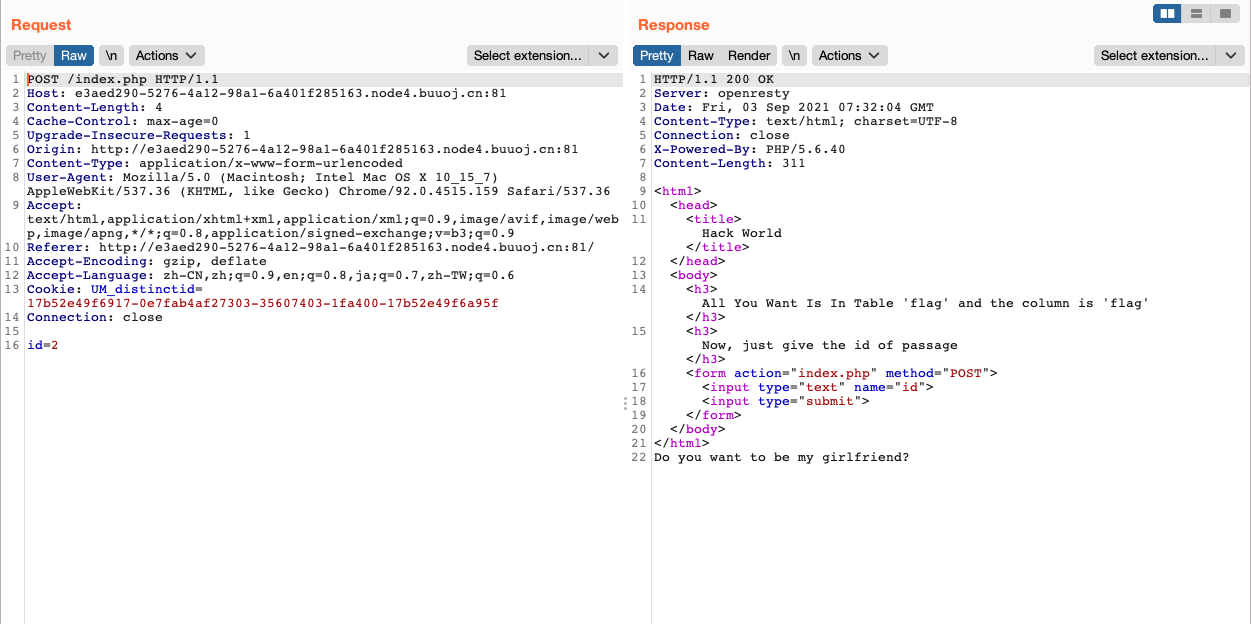 Request
Pretty Raw \n Actions Select extension...
1 POST /index.php HTTP/1.1
2 Host: e3aed290-5276-4a12-98a1-6a401f285163.node4.buuoj.cn:81
3 Content-Length: 4
4 Cache-Control: max-age=0
5 Upgrade-Insecure-Requests: 1
6 Origin: http://e3aed290-5276-4a12-98a1-6a401f285163.node4.buuoj.cn:81
7 Content-Type: application/x-www-form-urlencoded
8 User-Agent: Mozilla/5.0 (Macintosh; Intel Mac OS X 10_15_7)
AppleWebKit/537.36 (KHTML, like Gecko) Chrome/92.0.4515.159 Safari/537.36
9 Accept:
text/html,application/xhtml+xml,application/xml;q=0.9,image/avif,image/web
p,image/apng,*/*;q=0.8,application/signed-exchange;v=b3;q=0.9
10 Referer: http://e3aed290-5276-4a12-98a1-6a401f285163.node4.buuoj.cn:81/
11 Accept-Encoding: gzip, deflate
12 Accept-Language: zh-CN,zh;q=0.9,en;q=0.8,ja;q=0.7,zh-TW;q=0.6
13 Cookie: UM_distinctid=
17b52e49f6917-0e7fab4af27303-35607403-1fa400-17b52e49f6a95f
14 Connection: close
15
16 id=2
Response
Pretty Raw Render \n Actions Select extension...
1 HTTP/1.1 200 OK
2 Server: openresty
3 Date: Fri, 03 Sep 2021 07:32:04 GMT
4 Content-Type: text/html; charset=UTF-8
5 Connection: close
6 X-Powered-By: PHP/5.6.40
7 Content-Length: 311
8
9 <html>
10 <head>
11 <title>
Hack World
</title>
12 </head>
13 <body>
14 <h3>
All You Want Is In Table 'flag' and the column is 'flag'
</h3>
15 <h3>
Now, just give the id of passage
</h3>
16 <form action="index.php" method="POST">
17 <input type="text" name="id">
18 <input type="submit">
19 </form>
20 </body>
21 </html>
22 Do you want to be my girlfriend?